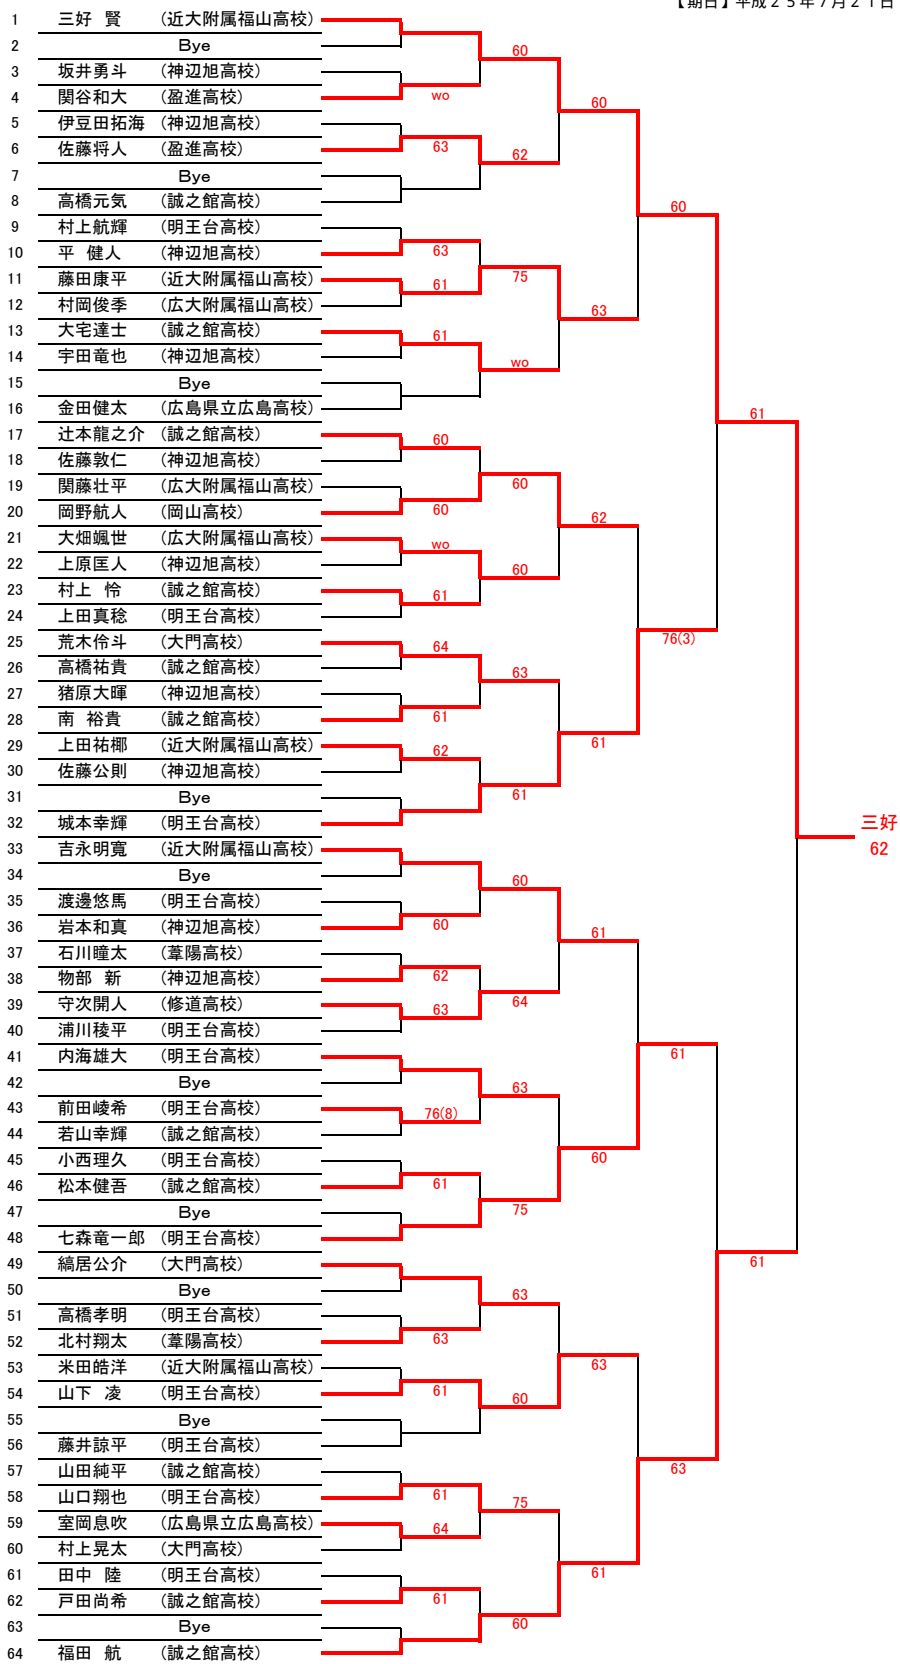 【期日】平成２５年７月２１日
1 三好 賢 (近大附属福山高校)
2 Bye
60
3 坂井勇斗 (神辺旭高校)
4 関谷和大 (盈進高校)
wo
60
5 伊豆田拓海 (神辺旭高校)
6 佐藤将人 (盈進高校)
63
62
7 Bye
8 高橋元気 (誠之館高校)
60
9 村上航輝 (明王台高校)
10 平 健人 (神辺旭高校)
63
11 藤田康平 (近大附属福山高校)
61
75
12 村岡俊季 (広大附属福山高校)
63
13 大宅達士 (誠之館高校)
61
14 宇田竜也 (神辺旭高校)
wo
15 Bye
16 金田健太 (広島県立広島高校)
61
17 辻本龍之介 (誠之館高校)
60
18 佐藤敦仁 (神辺旭高校)
19 関藤壮平 (広大附属福山高校)
60
20 岡野航人 (岡山高校)
60
62
21 大畑颯世 (広大附属福山高校)
wo
22 上原匡人 (神辺旭高校)
60
23 村上 怜 (誠之館高校)
61
24 上田真稔 (明王台高校)
76(3)
25 荒木伶斗 (大門高校)
64
26 高橋祐貴 (誠之館高校)
63
27 猪原大暉 (神辺旭高校)
28 南 裕貴 (誠之館高校)
61
61
29 上田祐梛 (近大附属福山高校)
62
30 佐藤公則 (神辺旭高校)
61
31 Bye
32 城本幸輝 (明王台高校)
三好
62
33 吉永明寛 (近大附属福山高校)
34 Bye
60
35 渡邊悠馬 (明王台高校)
36 岩本和真 (神辺旭高校)
60
61
37 石川瞳太 (葦陽高校)
38 物部 新 (神辺旭高校)
62
39 守次開人 (修道高校)
63
64
40 浦川稜平 (明王台高校)
61
41 内海雄大 (明王台高校)
42 Bye
63
43 前田崚希 (明王台高校)
76(8)
44 若山幸輝 (誠之館高校)
60
45 小西理久 (明王台高校)
46 松本健吾 (誠之館高校)
61
75
47 Bye
48 七森竜一郎 (明王台高校)
61
49 縞居公介 (大門高校)
50 Bye
63
51 高橋孝明 (明王台高校)
52 北村翔太 (葦陽高校)
63
63
53 米田皓洋 (近大附属福山高校)
54 山下 凌 (明王台高校)
61
60
55 Bye
56 藤井諒平 (明王台高校)
63
57 山田純平 (誠之館高校)
58 山口翔也 (明王台高校)
61
75
59 室岡息吹 (広島県立広島高校)
64
60 村上晃太 (大門高校)
61
61 田中 陸 (明王台高校)
62 戸田尚希 (誠之館高校)
61
60
63 Bye
64 福田 航 (誠之館高校)